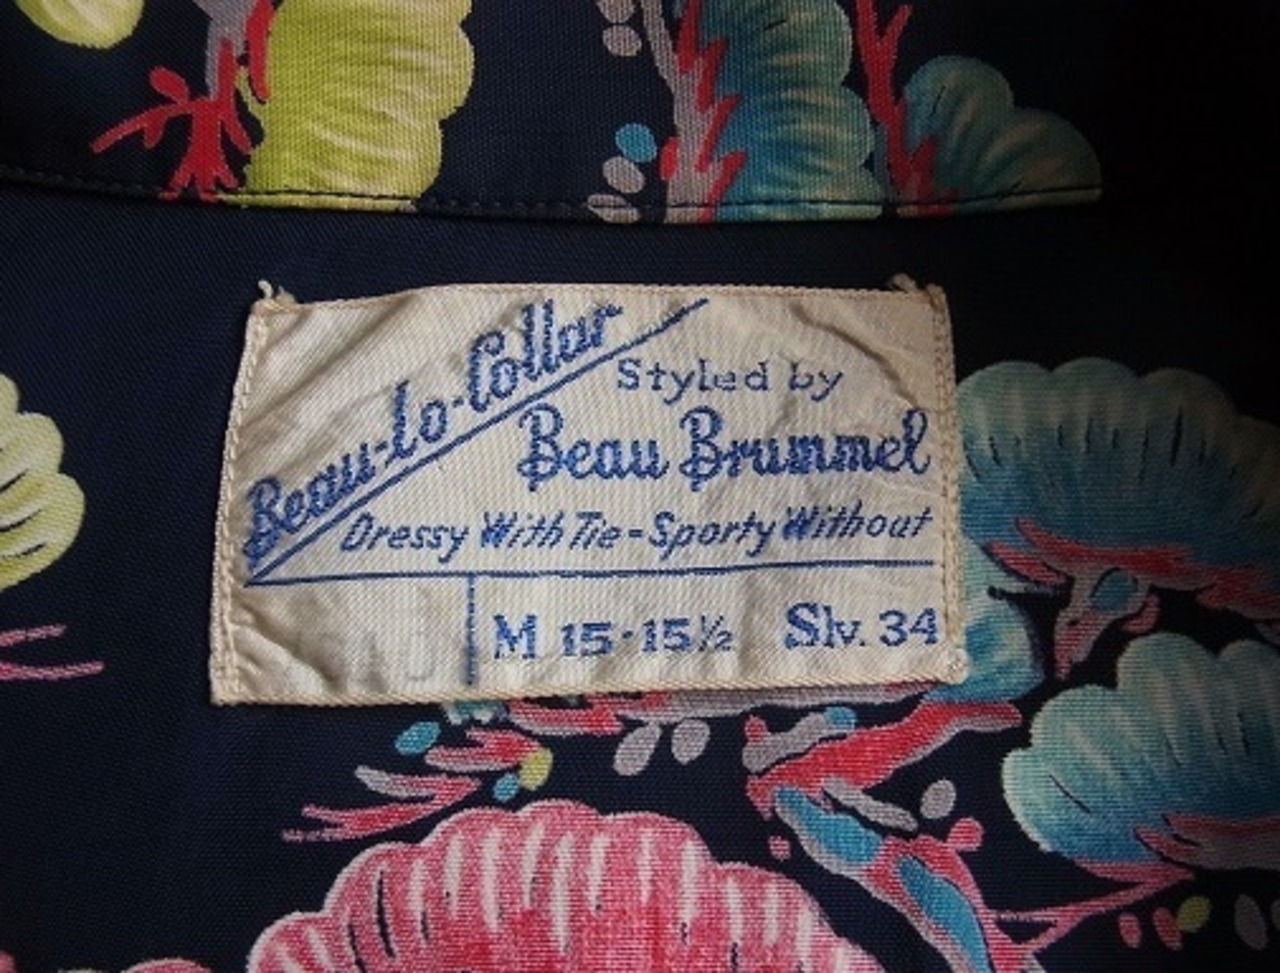 Beau-Lo-Collar
Styled by
Beau Brummel
Dressy With Tie-Sporty Without
M 15-15½ Slv. 34